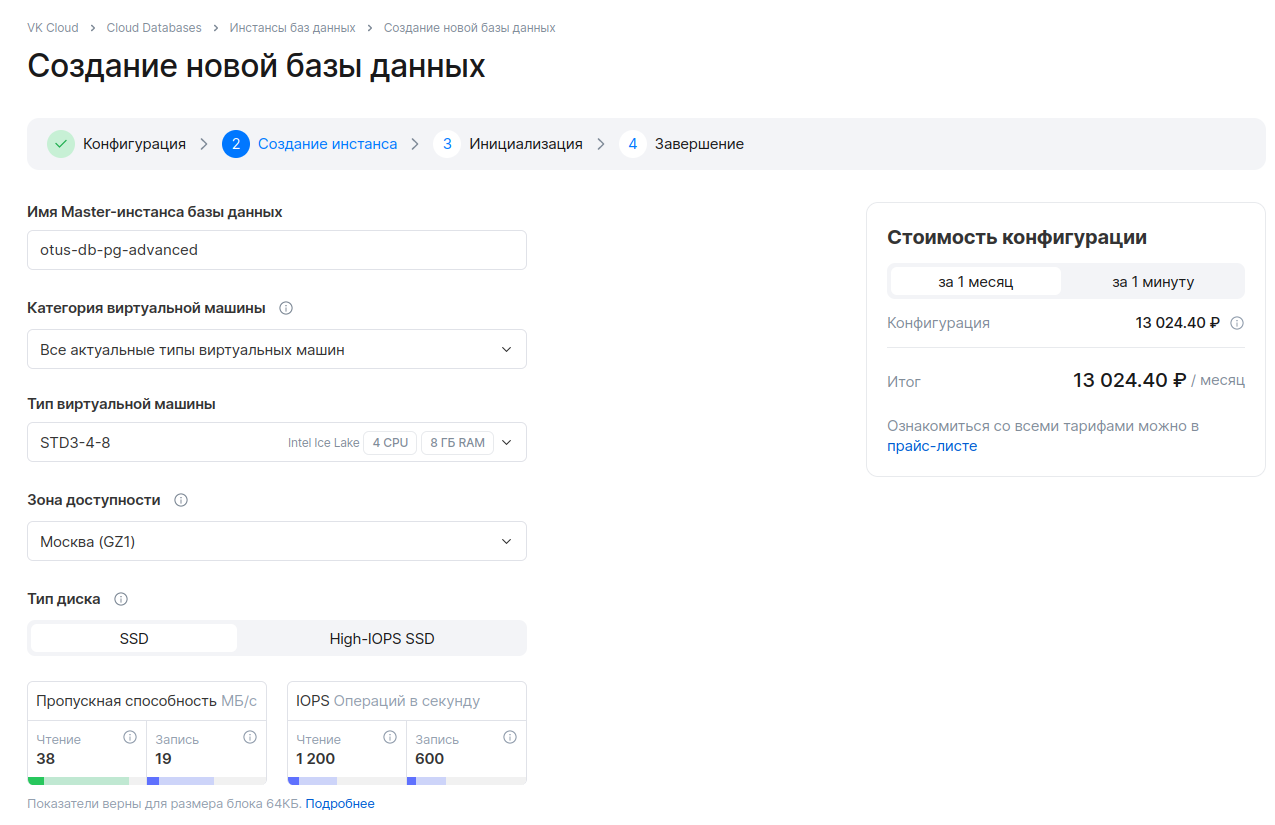 VK Cloud > Cloud Databases > Инстансы баз данных > Создание новой базы данных
Создание новой базы данных
Конфигурация > 2 Создание инстанса > 3 Инициализация > 4 Завершение
Имя Master-инстанса базы данных
otus-db-pg-advanced
Категория виртуальной машины
Все актуальные типы виртуальных машин
Тип виртуальной машины
STD3-4-8 Intel Ice Lake 4 CPU 8 ГБ RAM
Зона доступности
Москва (GZ1)
Тип диска
SSD High-IOPS SSD
Пропускная способность МБ/с
Чтение Запись
38 19
IOPS Операций в секунду
Чтение Запись
1 200 600
Показатели верны для размера блока 64КБ. Подробнее
Стоимость конфигурации
за 1 месяц за 1 минуту
Конфигурация 13 024.40 ₽
Итог 13 024.40 ₽ / месяц
Ознакомиться со всеми тарифами можно в
прайс-листе